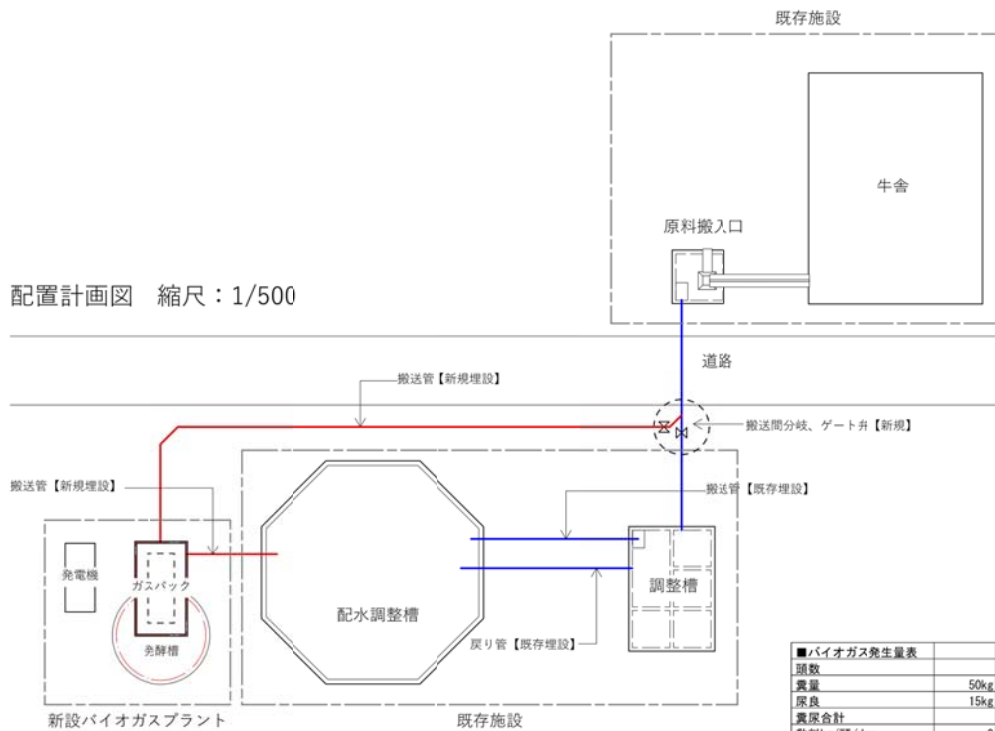 既存施設
牛舎
原料搬入口
配置計画図 縮尺：1/500
道路
搬送管【新規埋設】
搬送間分岐、ゲート弁【新規】
搬送管【新規埋設】
搬送管【既存埋設】
発電機
ガスパック
発酵槽
配水調整槽
調整槽
戻り管【既存埋設】
新設バイオガスプラント
既存施設
■バイオガス発生量表
頭数
糞量 50kg
尿良 15kg
糞尿合計